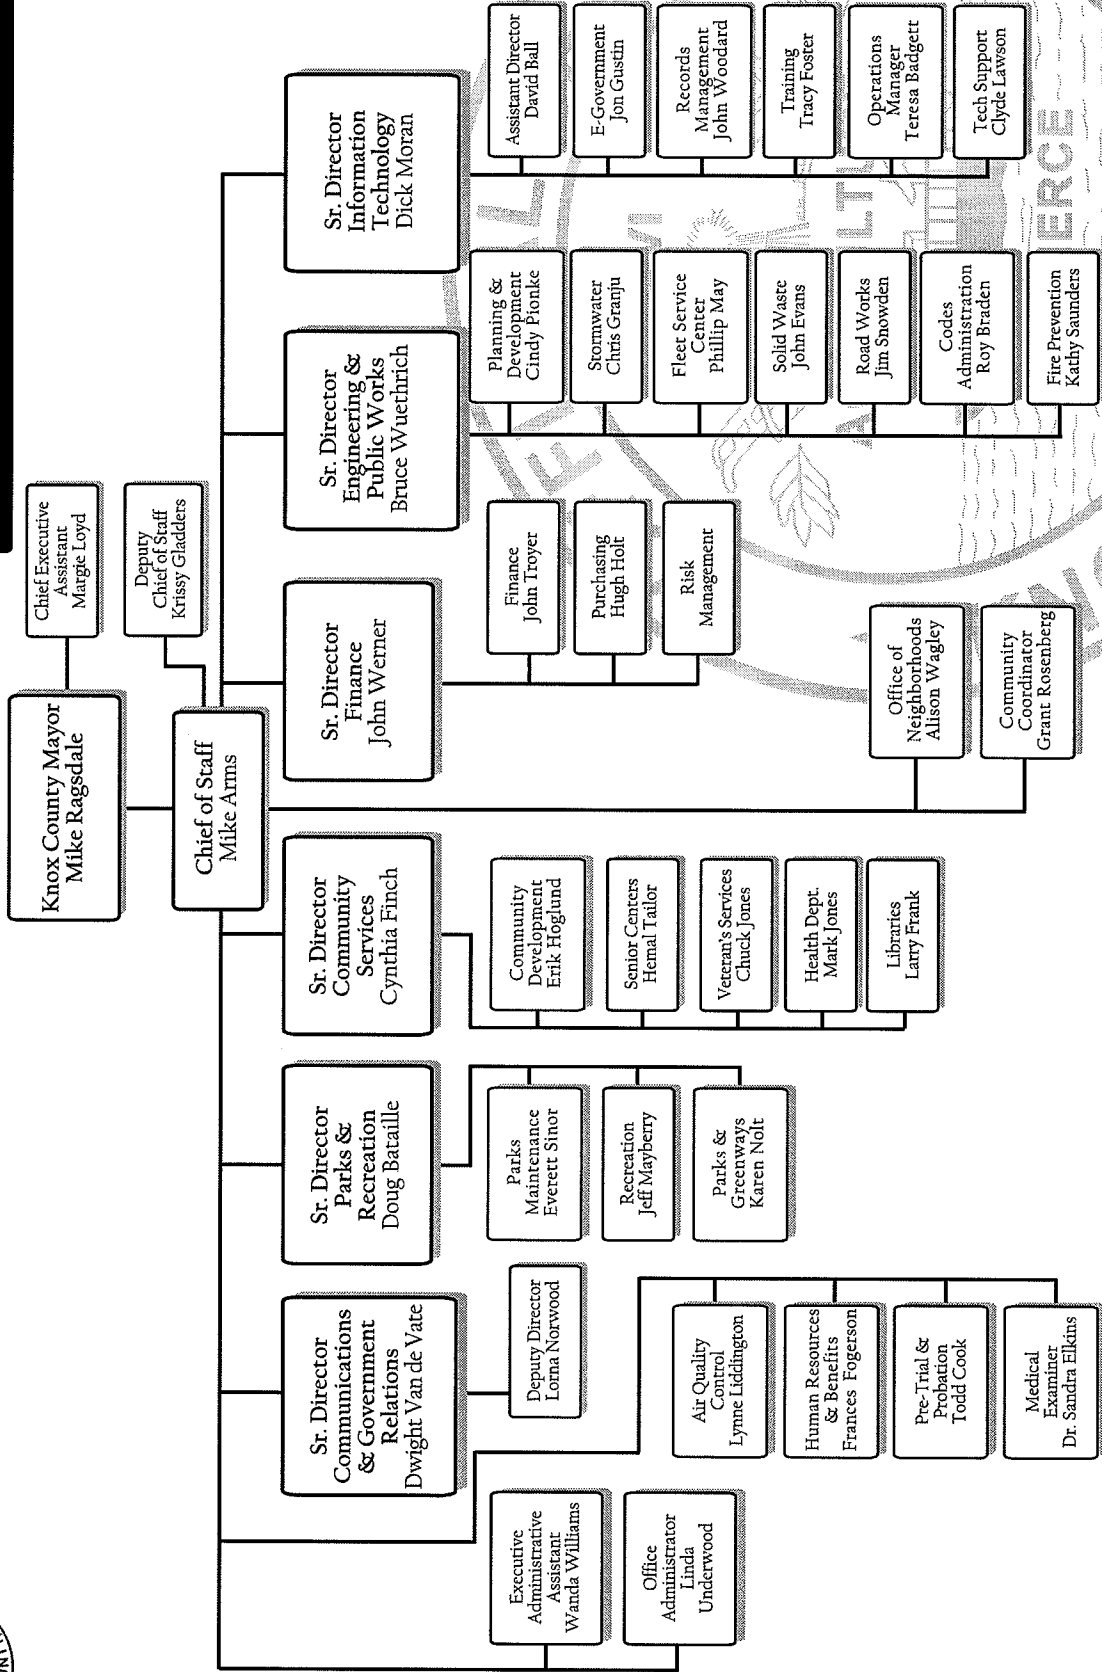 Knox County Mayor
Mike Ragsdale
Chief Executive
Assistant
Margie Loyd
Chief of Staff
Mike Arms
Deputy
Chief of Staff
Krissy Gladders
Sr. Director
Communications
& Government
Relations
Dwight Van de Vate
Sr. Director
Parks &
Recreation
Doug Bataille
Sr. Director
Community
Services
Cynthia Finch
Sr. Director
Finance
John Werner
Sr. Director
Engineering &
Public Works
Bruce Wuethrich
Sr. Director
Information
Technology
Dick Moran
Executive
Administrative
Assistant
Wanda Williams
Office
Administrator
Linda
Underwood
Deputy Director
Lorna Norwood
Air Quality
Control
Lynne Liddington
Human Resources
& Benefits
Frances Fogerson
Pre-Trial &
Probation
Todd Cook
Medical
Examiner
Dr. Sandra Elkins
Parks
Maintenance
Everett Sinor
Recreation
Jeff Mayberry
Parks &
Greenways
Karen Nolt
Community
Development
Erik Hoglund
Senior Centers
Hemal Tailor
Veteran's Services
Chuck Jones
Health Dept.
Mark Jones
Libraries
Larry Frank
Office of
Neighborhoods
Alison Wagley
Community
Coordinator
Grant Rosenberg
Finance
John Troyer
Purchasing
Hugh Holt
Risk
Management
Planning &
Development
Cindy Pionke
Stormwater
Chris Granju
Fleet Service
Center
Phillip May
Solid Waste
John Evans
Road Works
Jim Snowden
Codes
Administration
Roy Braden
Fire Prevention
Kathy Saunders
Assistant Director
David Ball
E-Government
Jon Gustin
Records
Management
John Woodard
Training
Tracy Foster
Operations
Manager
Teresa Badgett
Tech Support
Clyde Lawson
ERCE